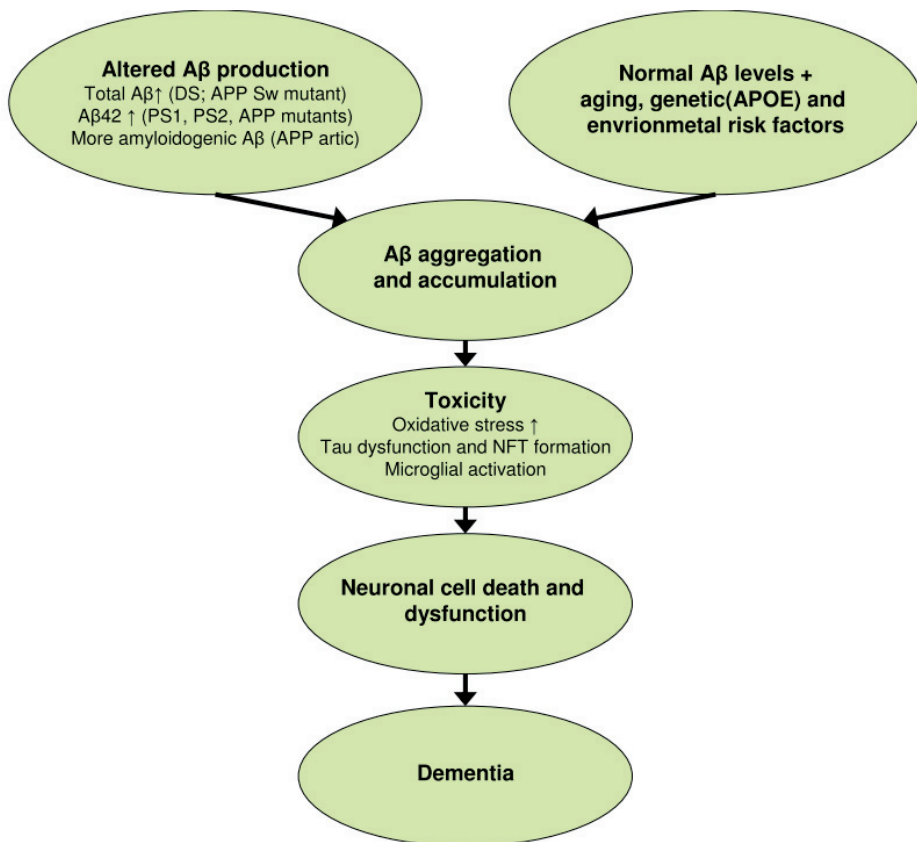 Altered Aβ production
Total Aβ↑ (DS; APP Sw mutant)
Aβ42 ↑ (PS1, PS2, APP mutants)
More amyloidogenic Aβ (APP artic)
Normal Aβ levels +
aging, genetic(APOE) and
envrionmetal risk factors
Aβ aggregation
and accumulation
Toxicity
Oxidative stress ↑
Tau dysfunction and NFT formation
Microglial activation
Neuronal cell death and
dysfunction
Dementia